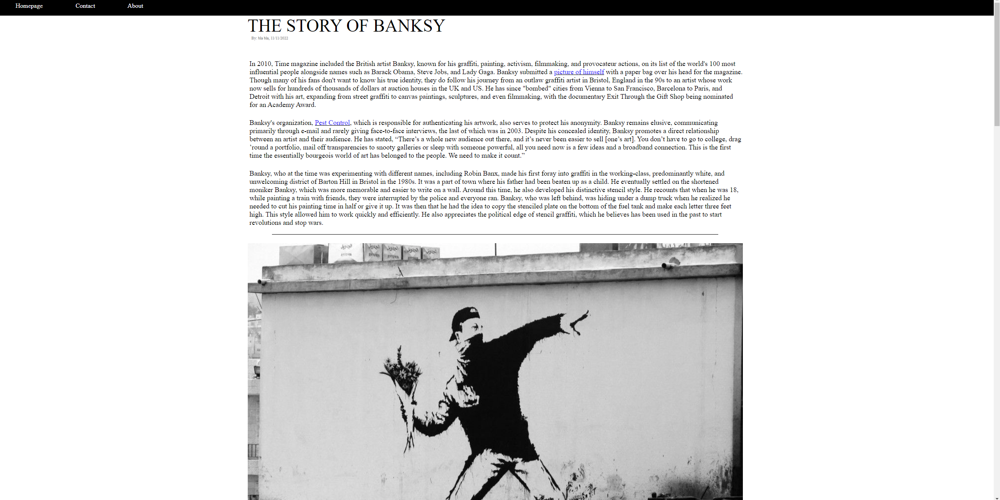 Homepage Contact About
THE STORY OF BANKSY
By: bla bla, 11/11/2022
In 2010, Time magazine included the British artist Banksy, known for his graffiti, painting, activism, filmmaking, and provocateur actions, on its list of the world's 100 most
influential people alongside names such as Barack Obama, Steve Jobs, and Lady Gaga. Banksy submitted a picture of himself with a paper bag over his head for the magazine.
Though many of his fans don't want to know his true identity, they do follow his journey from an outlaw graffiti artist in Bristol, England in the 90s to an artist whose work
now sells for hundreds of thousands of dollars at auction houses in the UK and US. He has since "bombed" cities from Vienna to San Francisco, Barcelona to Paris, and
Detroit with his art, expanding from street graffiti to canvas paintings, sculptures, and even filmmaking, with the documentary Exit Through the Gift Shop being nominated
for an Academy Award.
Banksy's organization, Pest Control, which is responsible for authenticating his artwork, also serves to protect his anonymity. Banksy remains elusive, communicating
primarily through e-mail and rarely giving face-to-face interviews, the last of which was in 2003. Despite his concealed identity, Banksy promotes a direct relationship
between an artist and their audience. He has stated, “There’s a whole new audience out there, and it’s never been easier to sell [one’s art]. You don’t have to go to college, drag
’round a portfolio, mail off transparencies to snooty galleries or sleep with someone powerful, all you need now is a few ideas and a broadband connection. This is the first
time the essentially bourgeois world of art has belonged to the people. We need to make it count.”
Banksy, who at the time was experimenting with different names, including Robin Banx, made his first foray into graffiti in the working-class, predominantly white, and
unwelcoming district of Barton Hill in Bristol in the 1980s. It was a part of town where his father had been beaten up as a child. He eventually settled on the shortened
moniker Banksy, which was more memorable and easier to write on a wall. Around this time, he also developed his distinctive stencil style. He recounts that when he was 18,
while painting a train with friends, they were interrupted by the police and everyone ran. Banksy, who was left behind, was hiding under a dump truck when he realized he
needed to cut his painting time in half or give it up. It was then that he had the idea to copy the stenciled plate on the bottom of the fuel tank and make each letter three feet
high. This style allowed him to work quickly and efficiently. He also appreciates the political edge of stencil graffiti, which he believes has been used in the past to start
revolutions and stop wars.